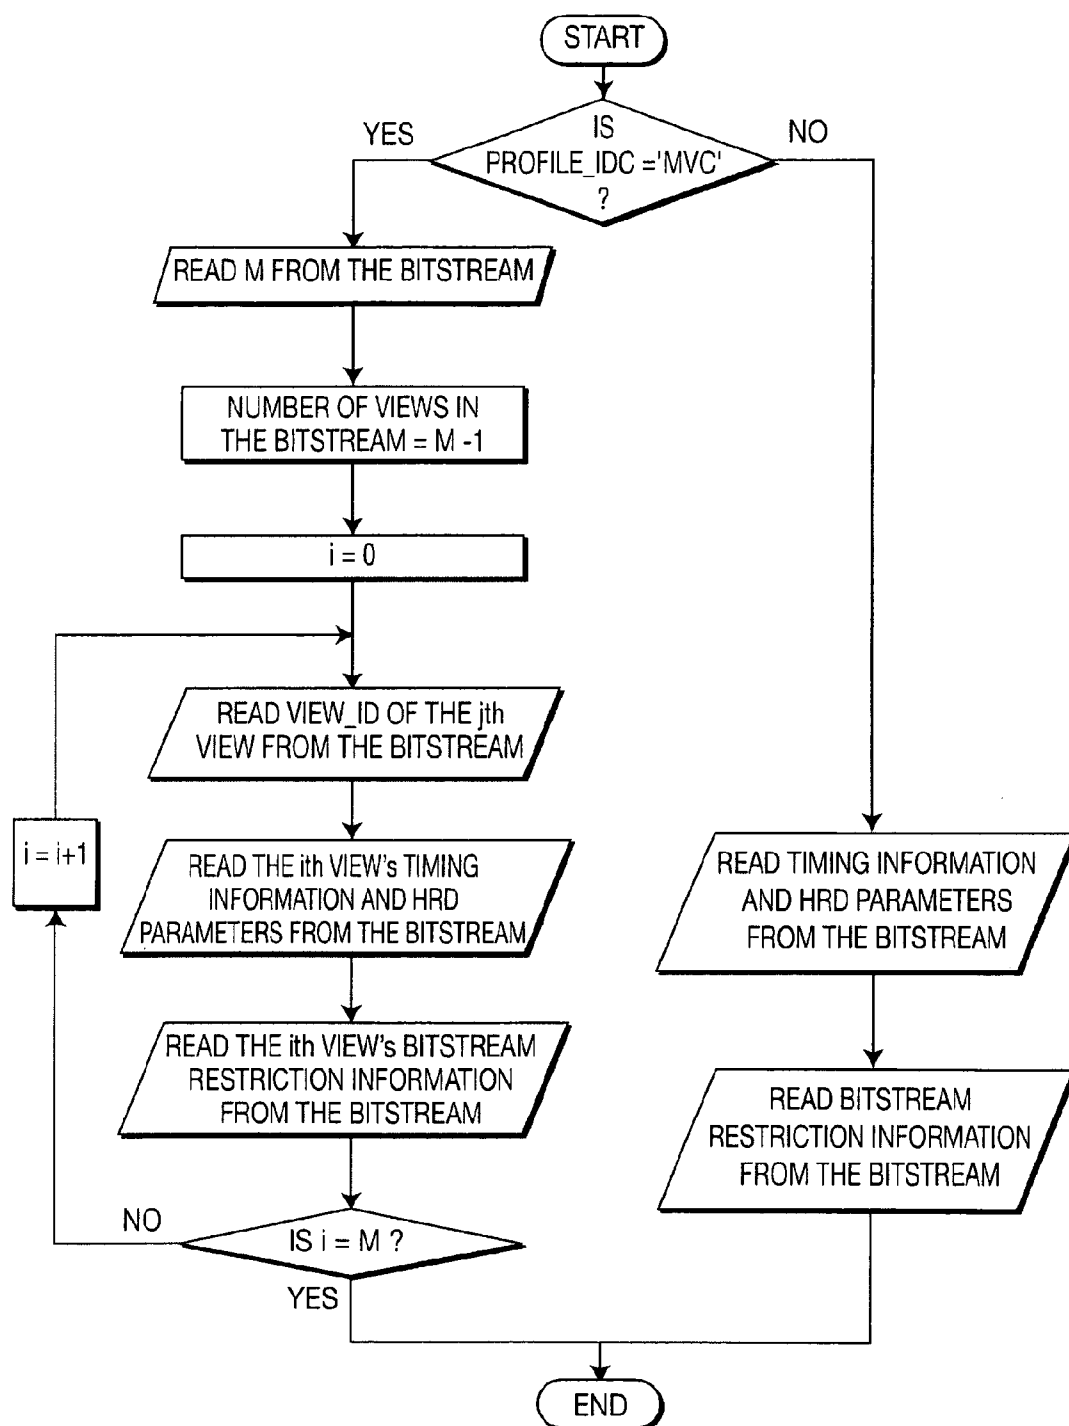 START
IS
PROFILE_IDC ='MVC'
?
YES
NO
READ M FROM THE BITSTREAM
NUMBER OF VIEWS IN
THE BITSTREAM = M -1
i = 0
READ VIEW_ID OF THE jth
VIEW FROM THE BITSTREAM
i = i+1
READ THE ith VIEW's TIMING
INFORMATION AND HRD
PARAMETERS FROM THE BITSTREAM
READ THE ith VIEW's BITSTREAM
RESTRICTION INFORMATION
FROM THE BITSTREAM
NO
IS i = M ?
YES
READ TIMING INFORMATION
AND HRD PARAMETERS
FROM THE BITSTREAM
READ BITSTREAM
RESTRICTION INFORMATION
FROM THE BITSTREAM
END